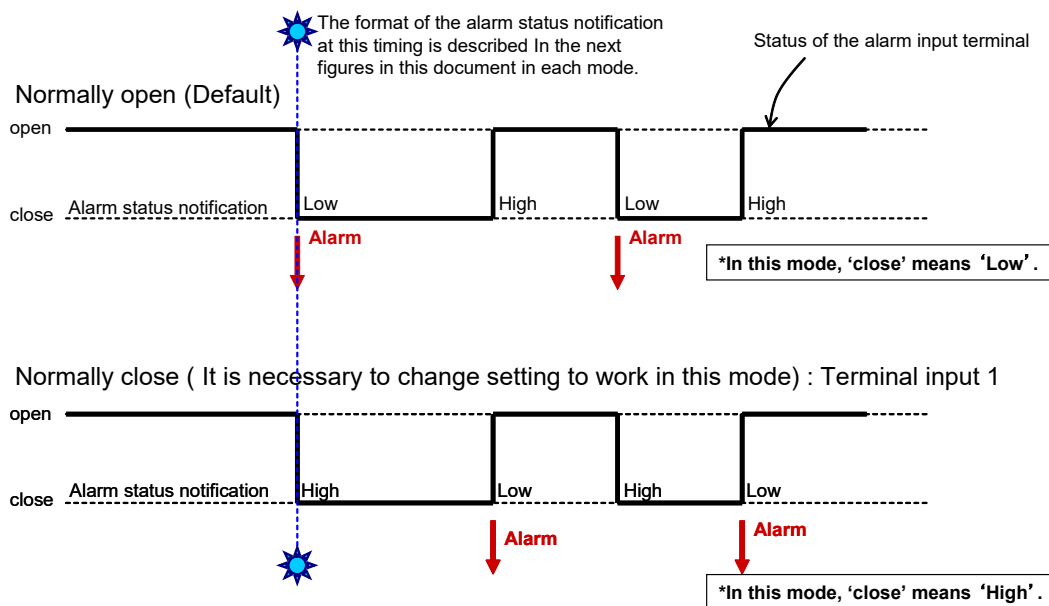 The format of the alarm status notification
at this timing is described In the next
figures in this document in each mode.
Status of the alarm input terminal
Normally open (Default)
open
close
Alarm status notification
Low
High
Low
High
Alarm
Alarm
*In this mode, ‘close’ means ‘Low’.
Normally close ( It is necessary to change setting to work in this mode) : Terminal input 1
open
close
Alarm status notification
High
Low
High
Low
Alarm
Alarm
*In this mode, ‘close’ means ‘High’.